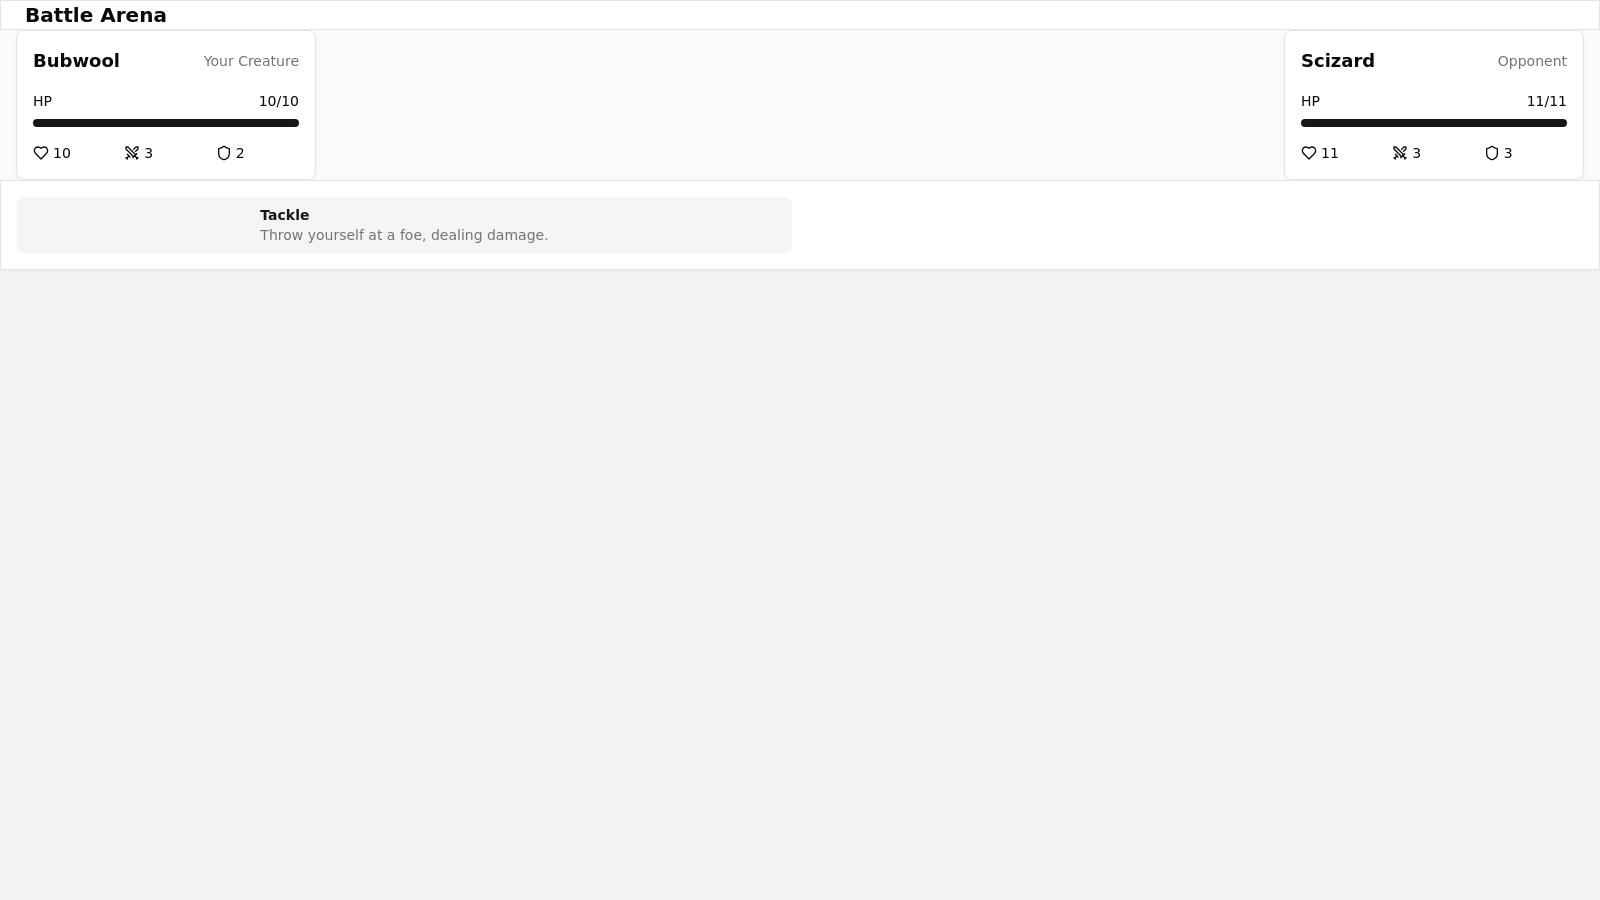 Battle Arena
Bubwool Your Creature
HP 10/10
10 3 2
Scizard Opponent
HP 11/11
11 3 3
Tackle
Throw yourself at a foe, dealing damage.